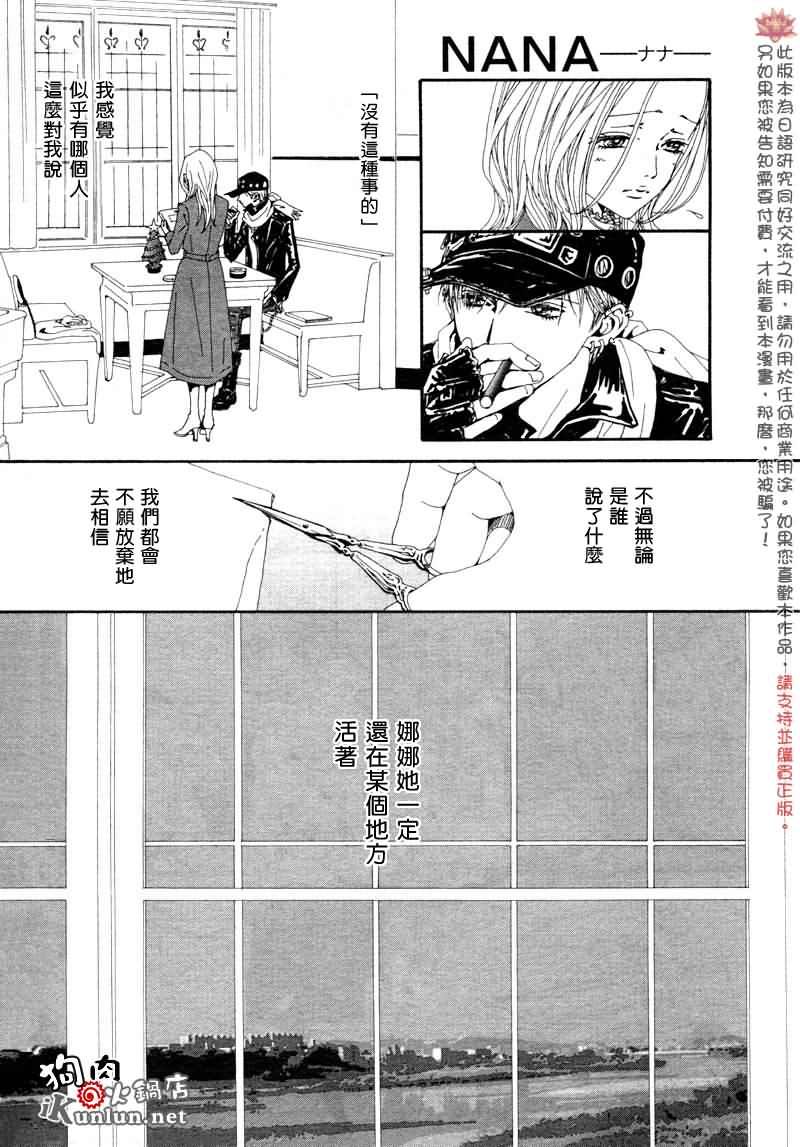 NANA——ナナ——
「沒有這種事的」
我感覺
似乎有哪個人
這麼對我說
不過無論
是誰
說了什麼
我們都會
不願放棄地
去相信
娜娜她一定
還在某個地方
活著
此版本為日語研究同好交流之用，請勿用於任何商業用途。如果您喜歡本作品，請支持並購買正版。
只如果您被告知需要付費，才能看到本漫畫，那麼，您被騙了！
狗肉
火鍋店
iKunlun.net